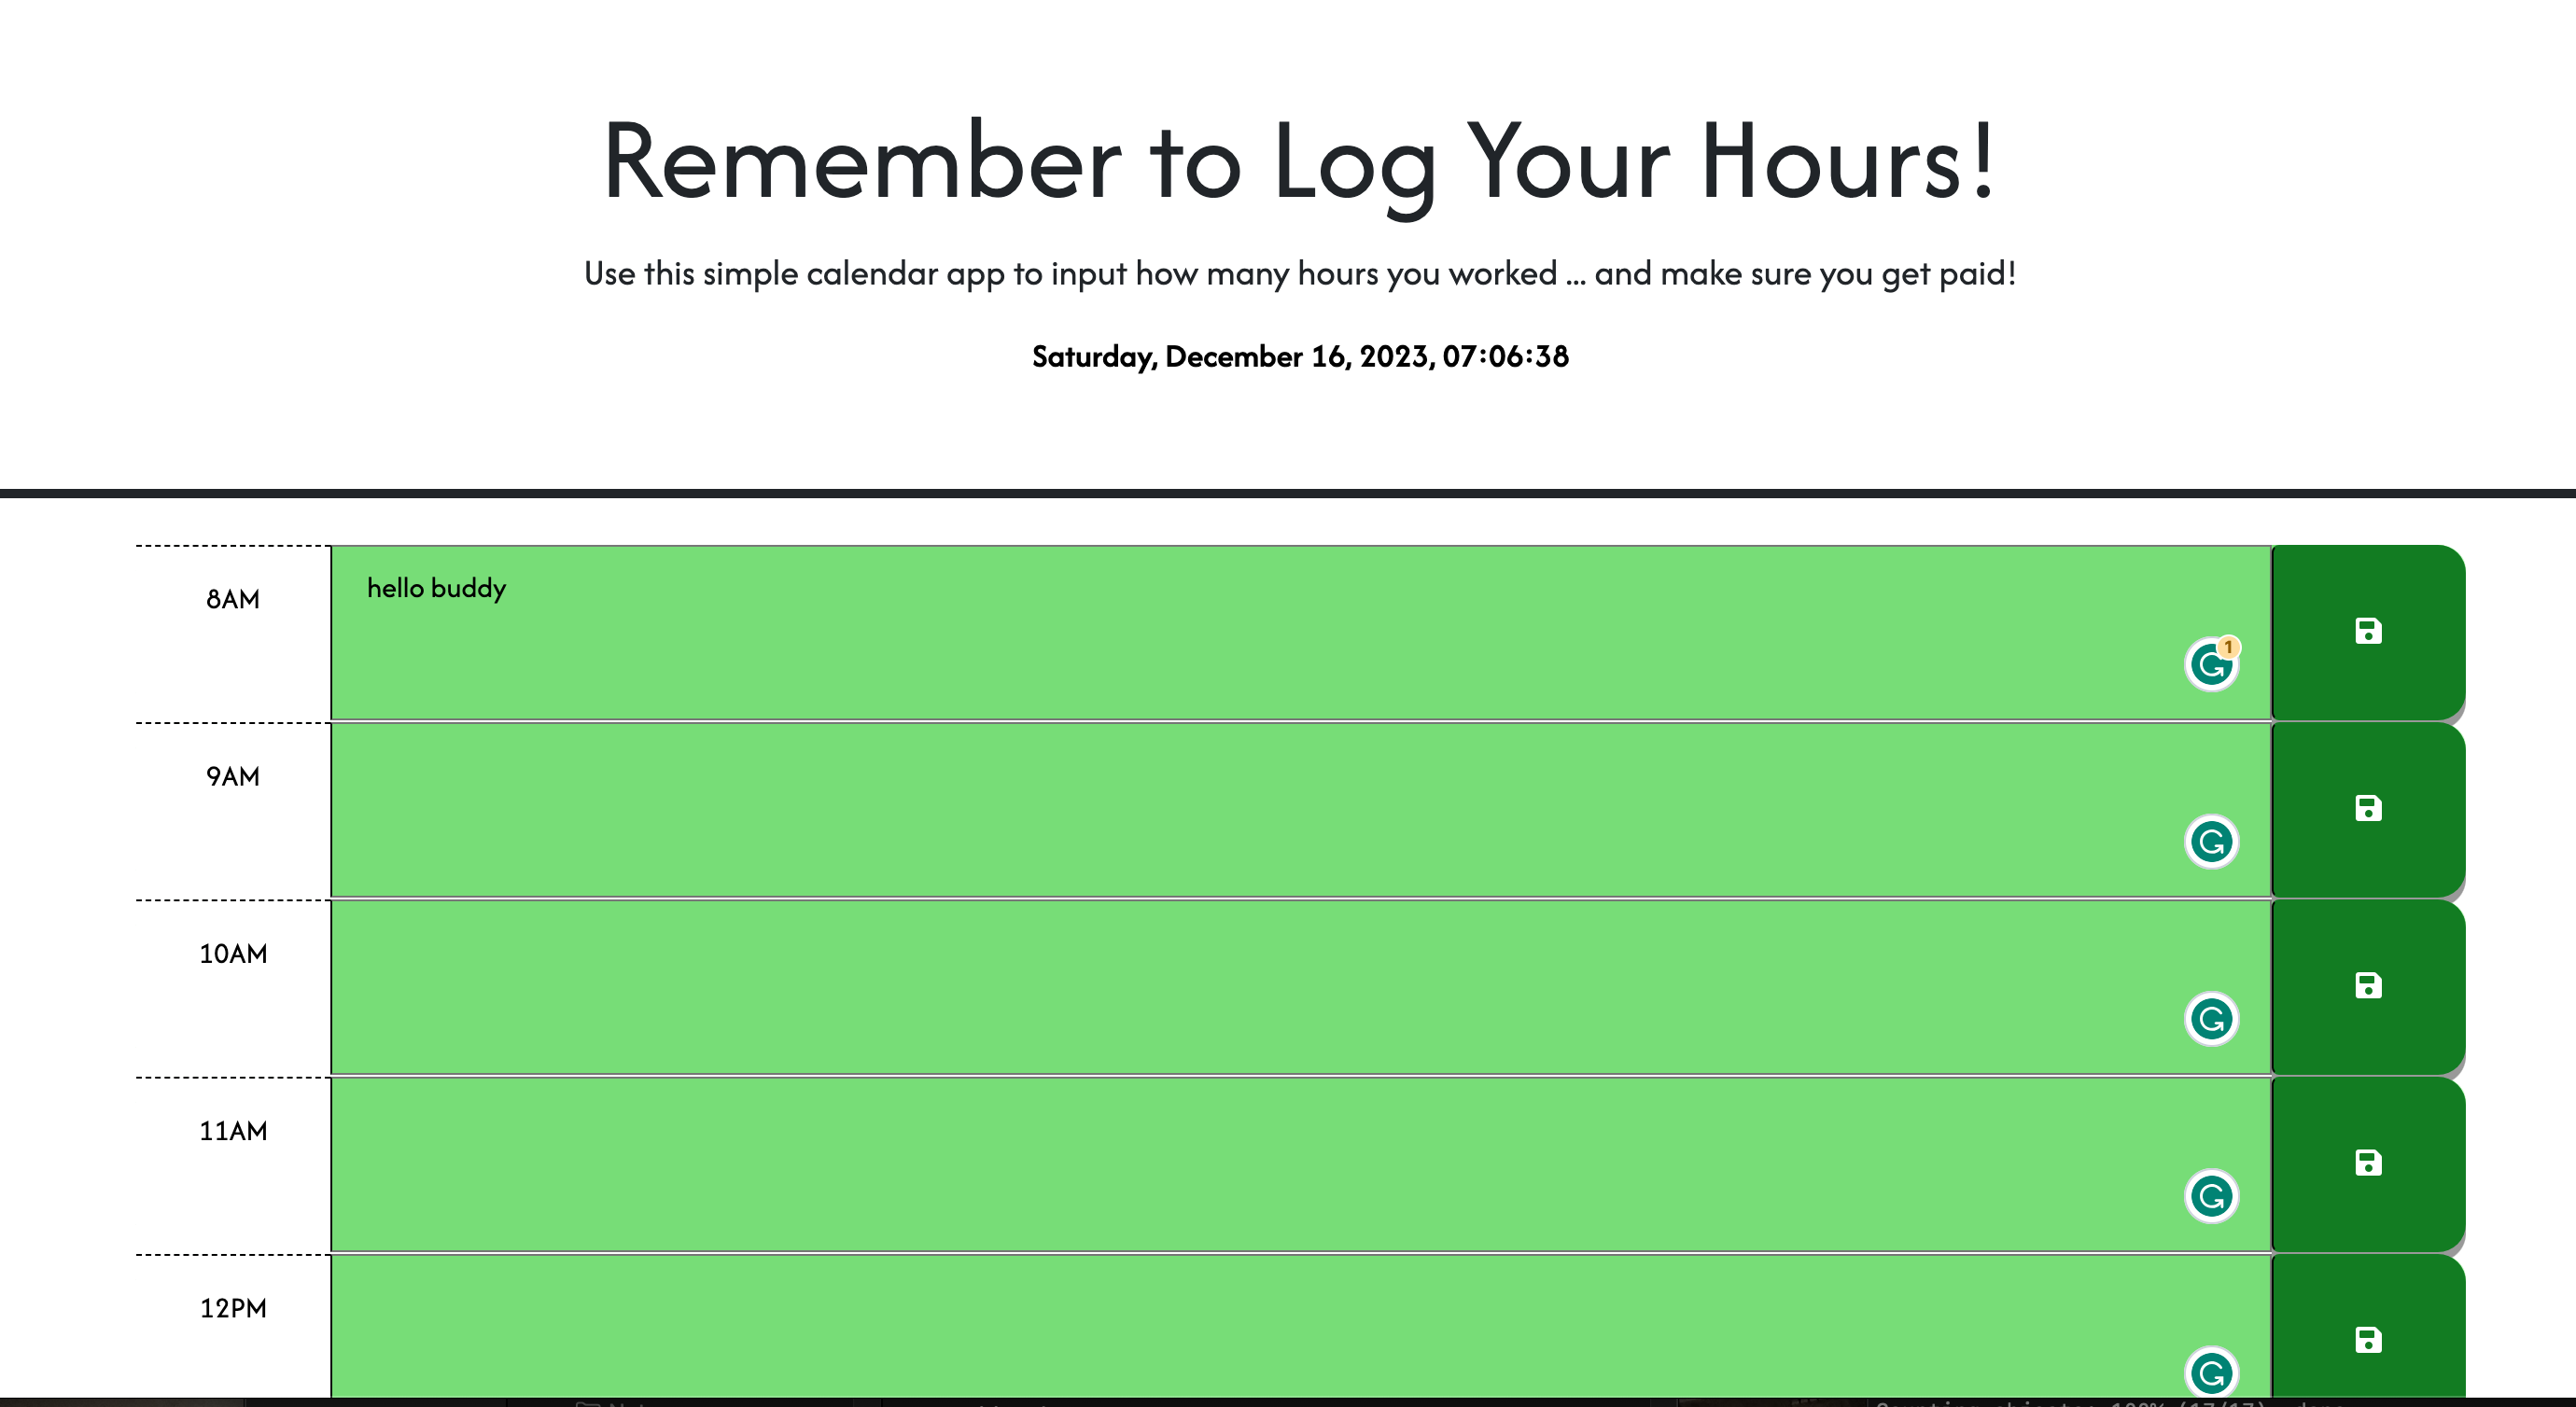 Remember to Log Your Hours!
Use this simple calendar app to input how many hours you worked ... and make sure you get paid!
Saturday, December 16, 2023, 07:06:38
8AM
hello buddy
1
9AM
10AM
11AM
12PM